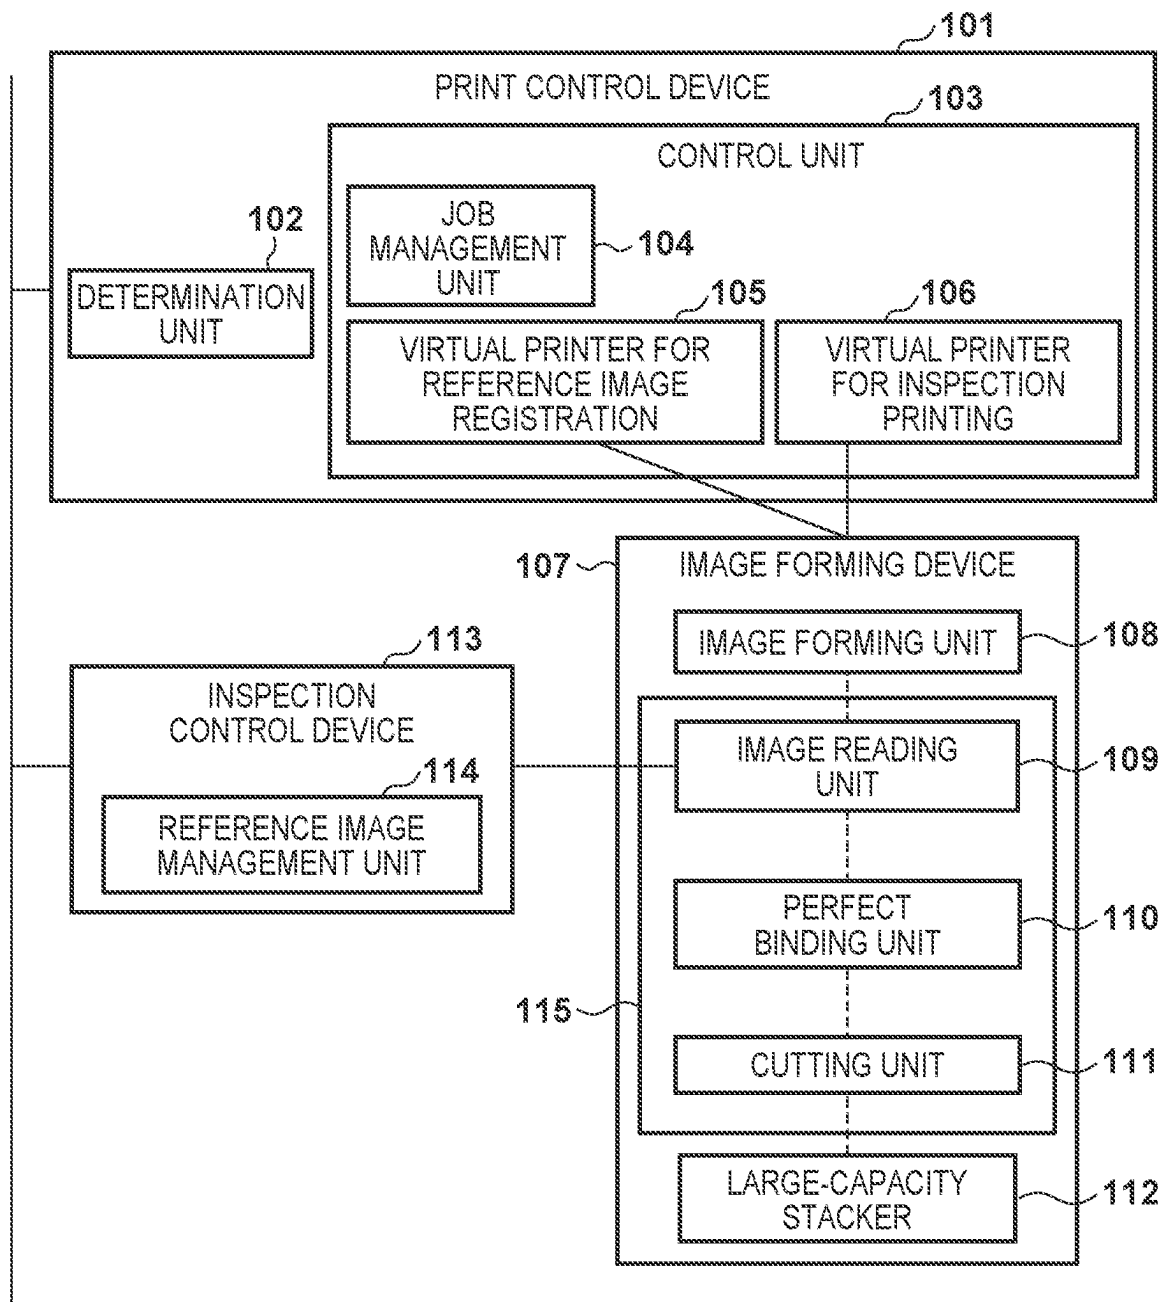 101
PRINT CONTROL DEVICE
103
CONTROL UNIT
102
DETERMINATION
UNIT
JOB
MANAGEMENT
UNIT
104
105
VIRTUAL PRINTER FOR
REFERENCE IMAGE
REGISTRATION
106
VIRTUAL PRINTER
FOR INSPECTION
PRINTING
107
IMAGE FORMING DEVICE
IMAGE FORMING UNIT
108
113
INSPECTION
CONTROL DEVICE
114
REFERENCE IMAGE
MANAGEMENT UNIT
IMAGE READING
UNIT
109
PERFECT
BINDING UNIT
110
115
CUTTING UNIT
111
LARGE-CAPACITY
STACKER
112